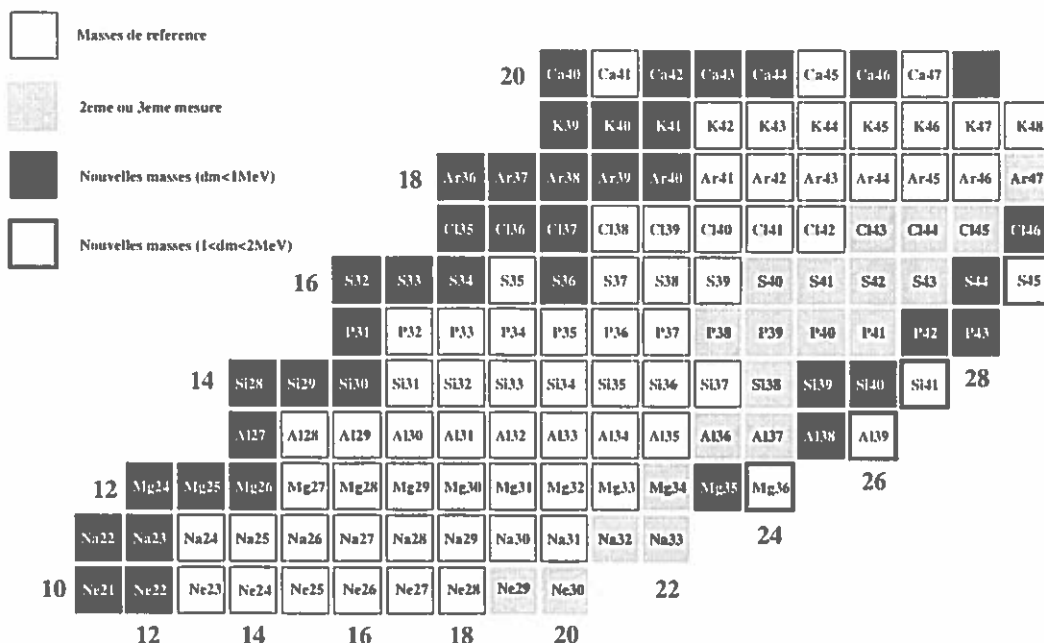 Masses de reference
2eme ou 3eme mesure
Nouvelles masses (dm<1MeV)
Nouvelles masses (1<dm<2MeV)
20 Ca40 Ca41 Ca42 Ca43 Ca44 Ca45 Ca46 Ca47
K39 K40 K41 K42 K43 K44 K45 K46 K47 K48
18 Ar36 Ar37 Ar38 Ar39 Ar40 Ar41 Ar42 Ar43 Ar44 Ar45 Ar46 Ar47
Cl35 Cl36 Cl37 Cl38 Cl39 Cl40 Cl41 Cl42 Cl43 Cl44 Cl45 Cl46
16 S32 S33 S34 S35 S36 S37 S38 S39 S40 S41 S42 S43 S44 S45
P31 P32 P33 P34 P35 P36 P37 P38 P39 P40 P41 P42 P43
14 Si28 Si29 Si30 Si31 Si32 Si33 Si34 Si35 Si36 Si37 Si38 Si39 Si40 Si41 28
Al27 Al28 Al29 Al30 Al31 Al32 Al33 Al34 Al35 Al36 Al37 Al38 Al39
12 Mg24 Mg25 Mg26 Mg27 Mg28 Mg29 Mg30 Mg31 Mg32 Mg33 Mg34 Mg35 Mg36 26
Na22 Na23 Na24 Na25 Na26 Na27 Na28 Na29 Na30 Na31 Na32 Na33 24
10 Ne21 Ne22 Ne23 Ne24 Ne25 Ne26 Ne27 Ne28 Ne29 Ne30 22
12 14 16 18 20